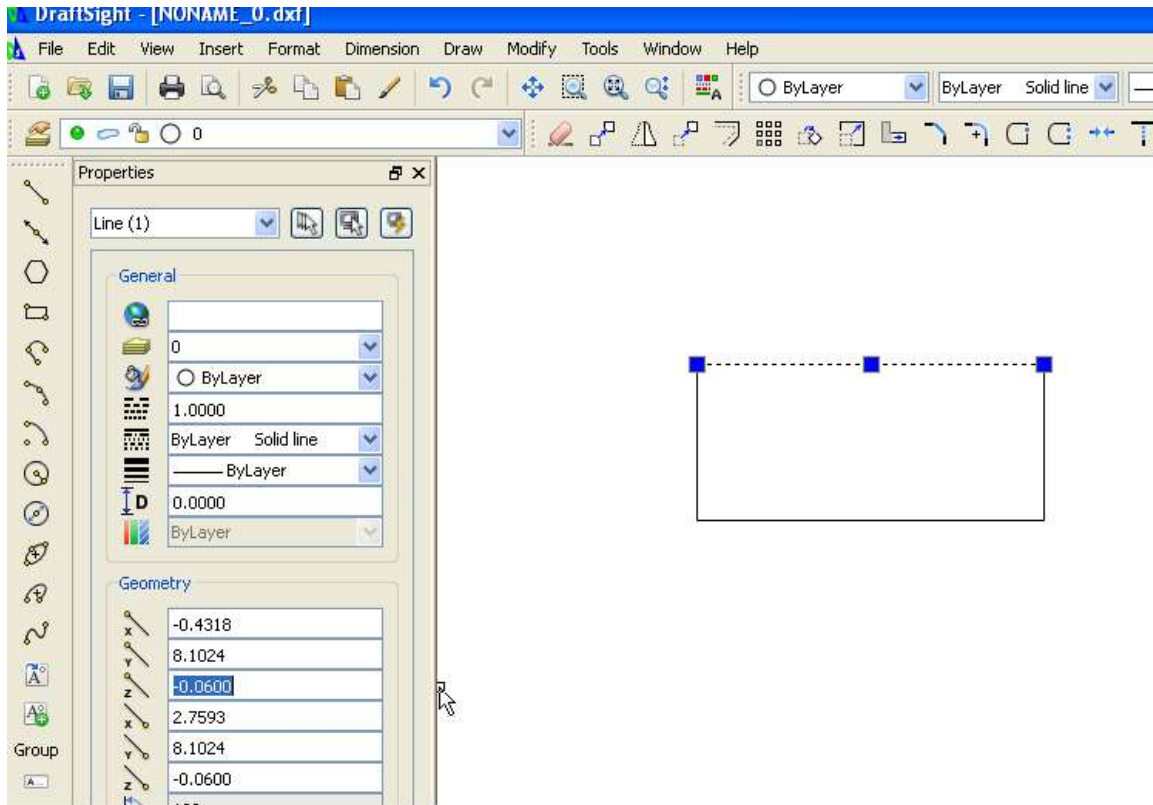 DraftSight - [NONAME_0.dxf]
File Edit View Insert Format Dimension Draw Modify Tools Window Help
A ByLayer ByLayer Solid line
0
Properties
Line (1)
General
0
ByLayer
1.0000
ByLayer Solid line
ByLayer
D 0.0000
ByLayer
Geometry
x -0.4318
Y 8.1024
z -0.0600
x 2.7593
Y 8.1024
z -0.0600
A
A
Group
A...